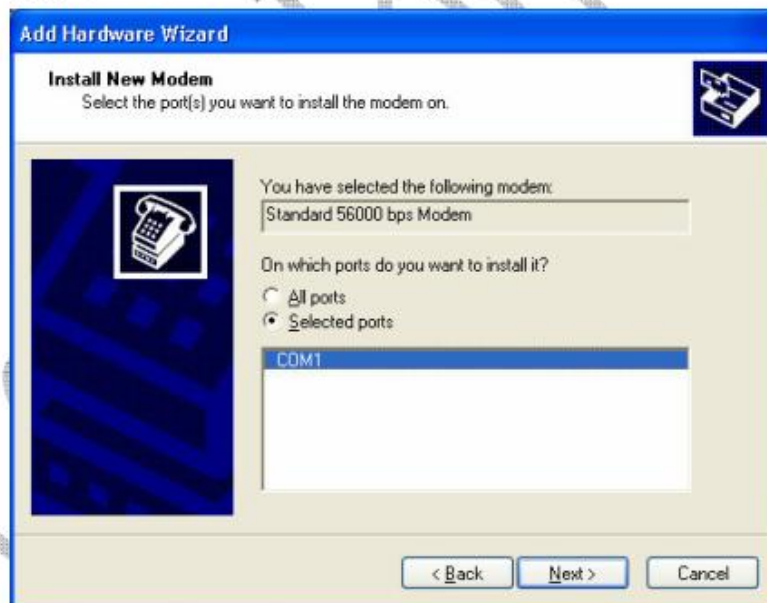 Add Hardware Wizard
Install New Modem
Select the port(s) you want to install the modem on.
You have selected the following modem:
Standard 56000 bps Modem
On which ports do you want to install it?
All ports
Selected ports
COM1
< Back
Next >
Cancel